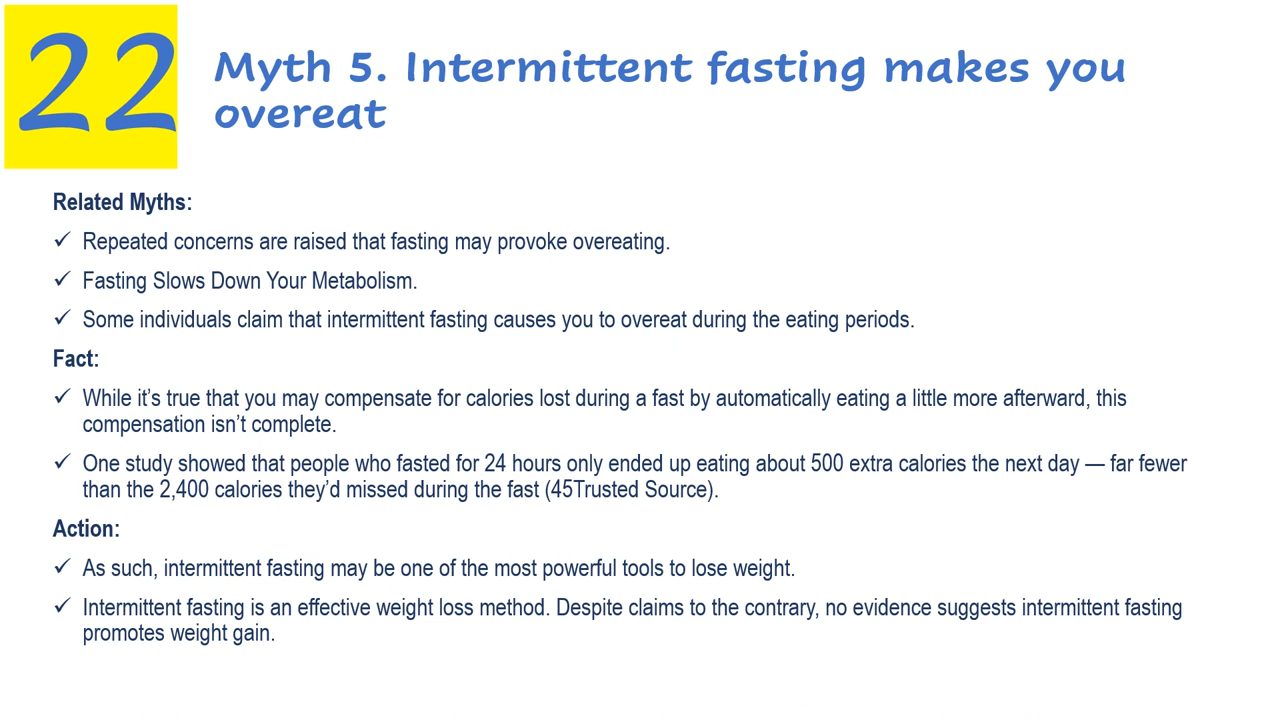 22
Myth 5. Intermittent fasting makes you
overeat
Related Myths:
✓ Repeated concerns are raised that fasting may provoke overeating.
✓ Fasting Slows Down Your Metabolism.
✓ Some individuals claim that intermittent fasting causes you to overeat during the eating periods.
Fact:
✓ While it’s true that you may compensate for calories lost during a fast by automatically eating a little more afterward, this
compensation isn’t complete.
✓ One study showed that people who fasted for 24 hours only ended up eating about 500 extra calories the next day — far fewer
than the 2,400 calories they’d missed during the fast (45Trusted Source).
Action:
✓ As such, intermittent fasting may be one of the most powerful tools to lose weight.
✓ Intermittent fasting is an effective weight loss method. Despite claims to the contrary, no evidence suggests intermittent fasting
promotes weight gain.